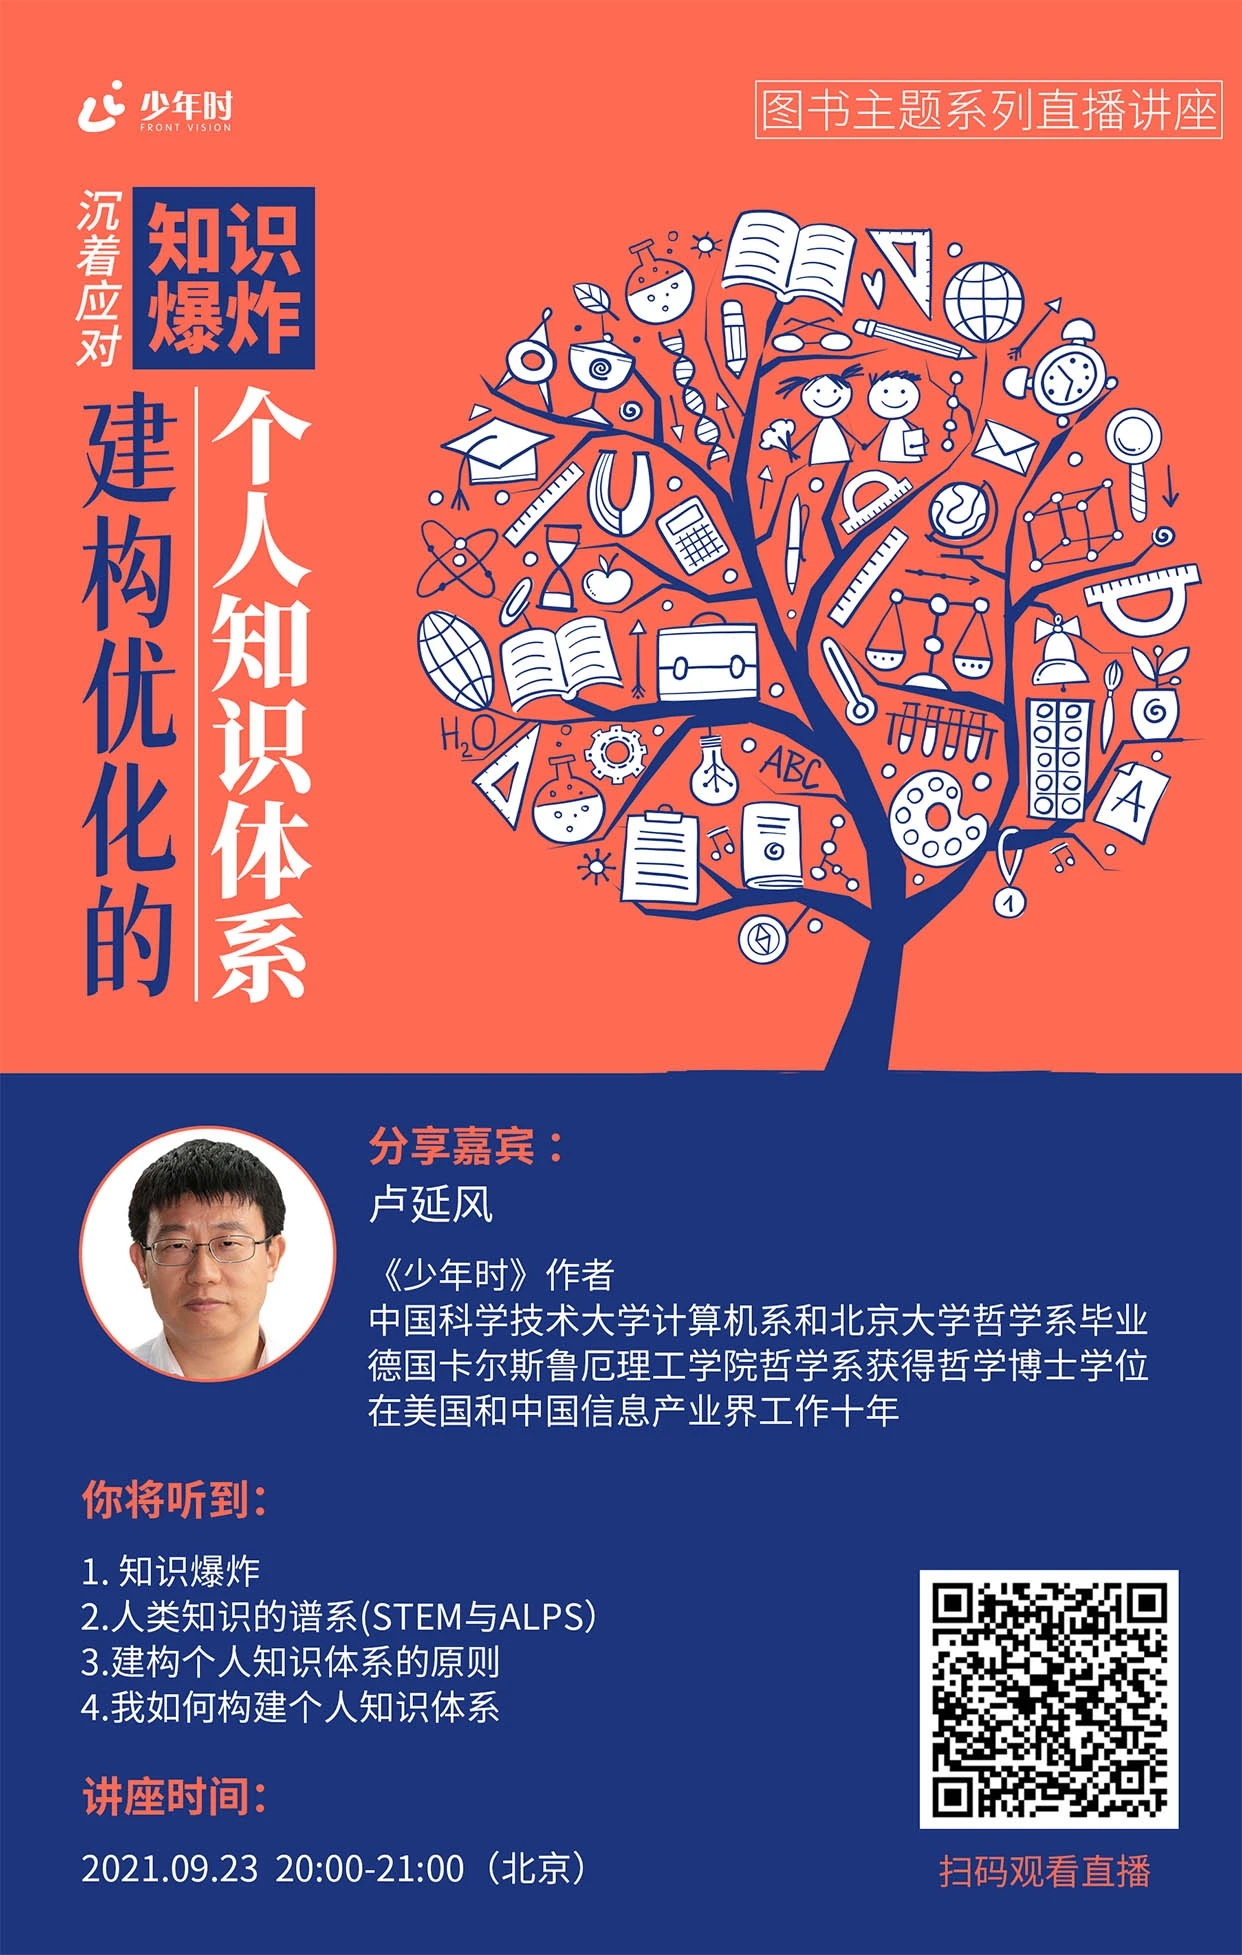 少年时
FRONT VISION
图书主题系列直播讲座
沉着应对
知识
爆炸
建构优化的
个人知识体系
H₂O
ABC
A
1
分享嘉宾：
卢延风
《少年时》作者
中国科学技术大学计算机系和北京大学哲学系毕业
德国卡尔斯鲁厄理工学院哲学系获得哲学博士学位
在美国和中国信息产业界工作十年
你将听到：
1. 知识爆炸
2.人类知识的谱系(STEM与ALPS）
3.建构个人知识体系的原则
4.我如何构建个人知识体系
讲座时间：
2021.09.23 20:00-21:00（北京）
扫码观看直播